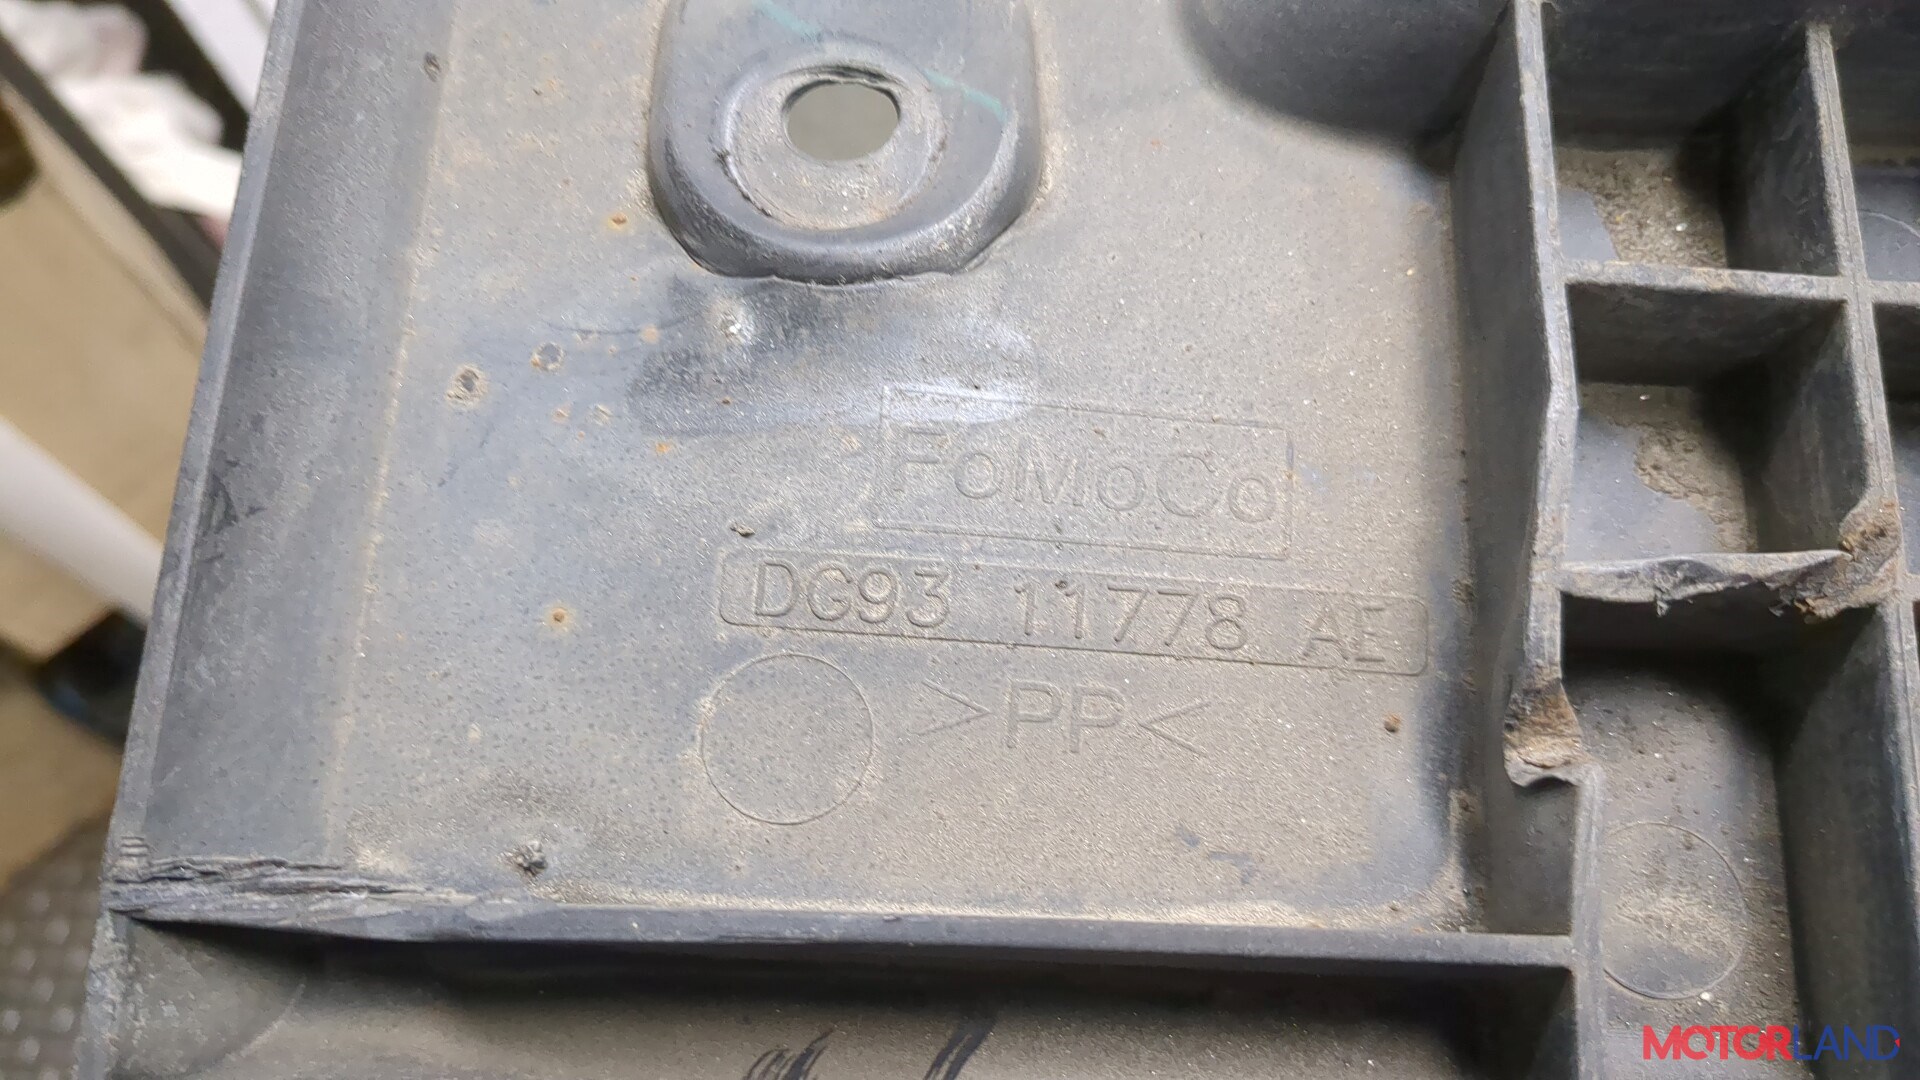 FoMoCo
DG93 11778 AE
>PP<
MOTORLAND